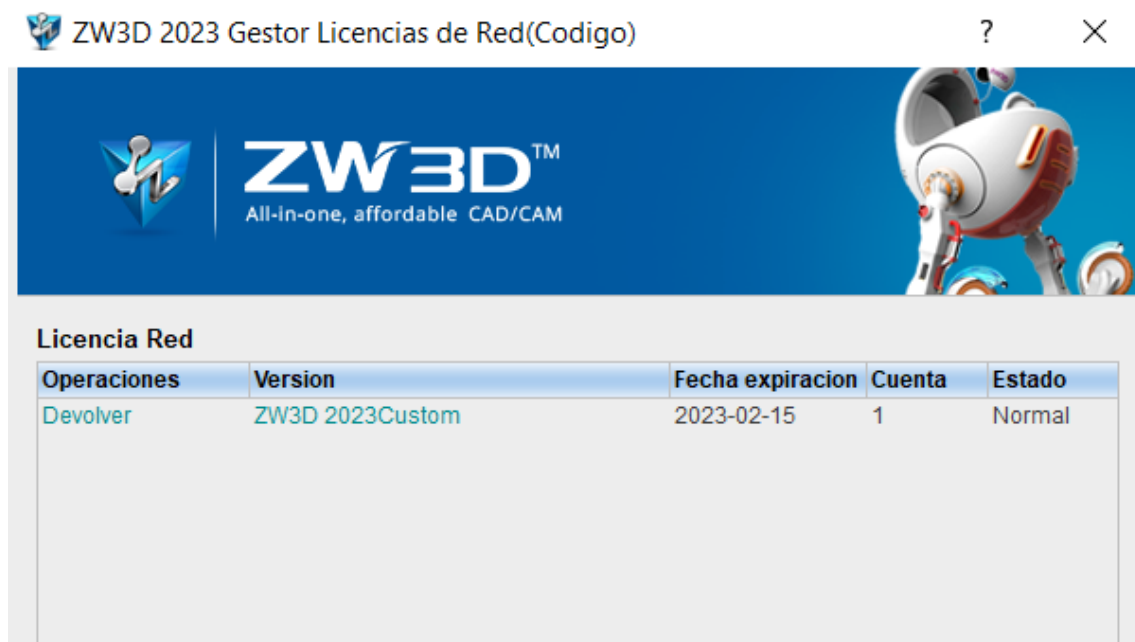 ZW3D 2023 Gestor Licencias de Red(Codigo) ?
ZW3D™
All-in-one, affordable CAD/CAM
Licencia Red
Operaciones Version Fecha expiracion Cuenta Estado
Devolver ZW3D 2023Custom 2023-02-15 1 Normal